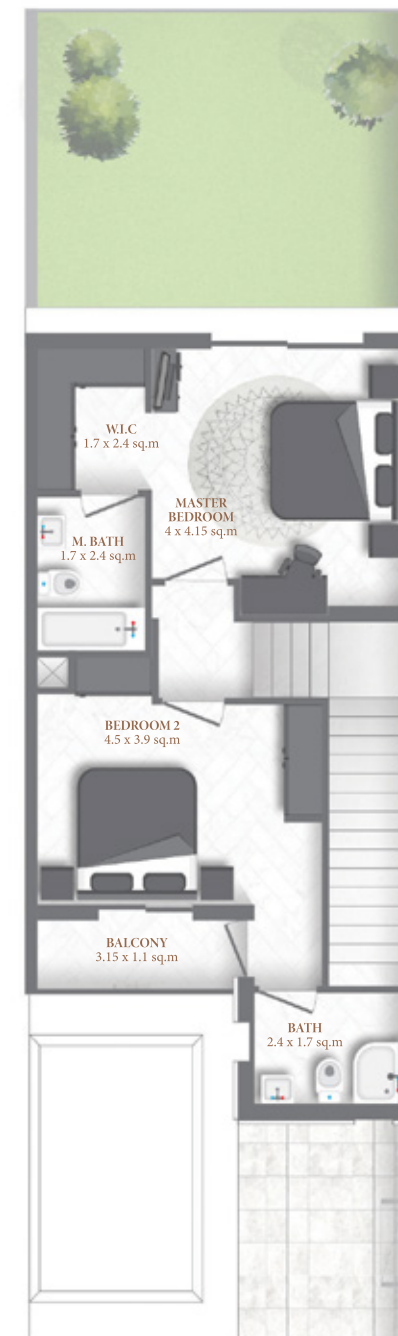 W.I.C
1.7 x 2.4 sq.m
MASTER
BEDROOM
4 x 4.15 sq.m
M. BATH
1.7 x 2.4 sq.m
BEDROOM 2
4.5 x 3.9 sq.m
BALCONY
3.15 x 1.1 sq.m
BATH
2.4 x 1.7 sq.m